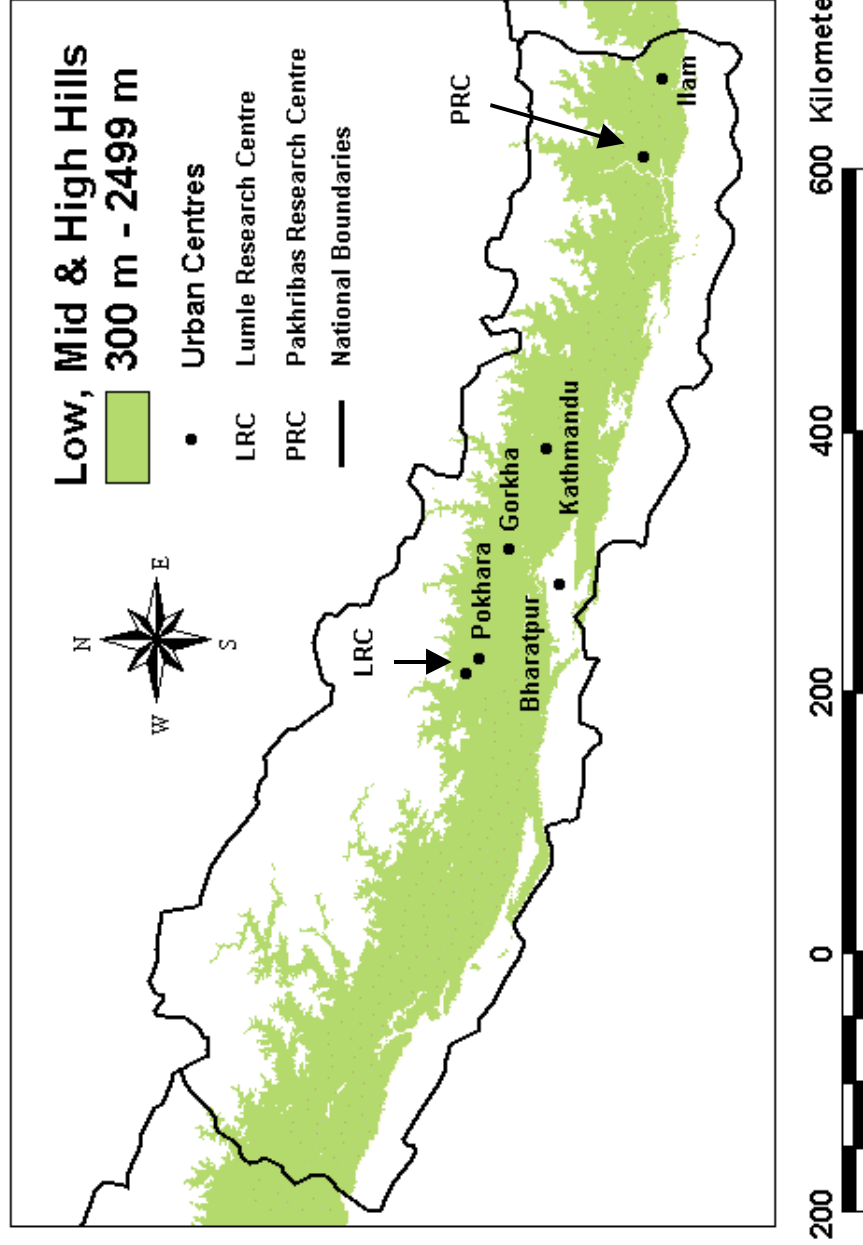 Low, Mid & High Hills
300 m - 2499 m
Urban Centres
LRC Lumle Research Centre
PRC Pakhribas Research Centre
National Boundaries
N
W E
S
LRC
PRC
Pokhara
Gorkha
Bharatpur
Kathmandu
Ilam
200 0 200 400 600 Kilomete